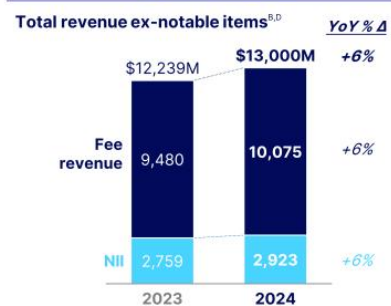 Total revenue ex-notable items B,D
YoY % Δ
$12,239M
$13,000M
+6%
Fee
revenue
9,480
10,075
+6%
NII
2,759
2,923
+6%
2023
2024